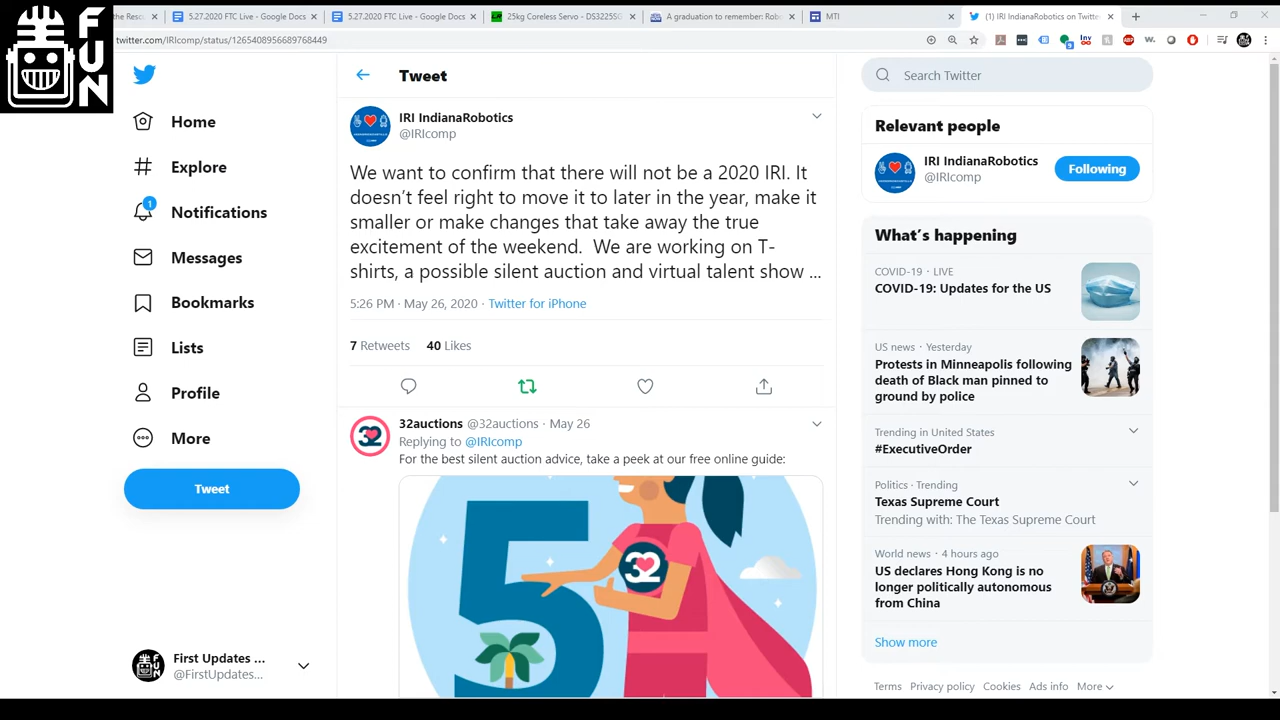 the Resc
5.27.2020 FTC Live - Google Docs
5.27.2020 FTC Live - Google Docs
25kg Coreless Servo - DS3225SG
A graduation to remember: Rob
MTI
(1) IRI IndianaRobotics on Twitter
twitter.com/IRIcomp/status/1265408956689768449
FUN
Home
Explore
1
Notifications
Messages
Bookmarks
Lists
Profile
More
Tweet
First Updates ...
@FirstUpdates...
Tweet
IRI IndianaRobotics
@IRIcomp
We want to confirm that there will not be a 2020 IRI. It
doesn’t feel right to move it to later in the year, make it
smaller or make changes that take away the true
excitement of the weekend.  We are working on T-
shirts, a possible silent auction and virtual talent show ...
5:26 PM · May 26, 2020 · Twitter for iPhone
7 Retweets 40 Likes
32auctions @32auctions · May 26
Replying to @IRIcomp
For the best silent auction advice, take a peek at our free online guide:
32
5
32
Search Twitter
Relevant people
IRI IndianaRobotics
@IRIcomp
Following
What’s happening
COVID-19 · LIVE
COVID-19: Updates for the US
US news · Yesterday
Protests in Minneapolis following
death of Black man pinned to
ground by police
Trending in United States
#ExecutiveOrder
Politics · Trending
Texas Supreme Court
Trending with: The Texas Supreme Court
World news · 4 hours ago
US declares Hong Kong is no
longer politically autonomous
from China
Show more
Terms Privacy policy Cookies Ads info More